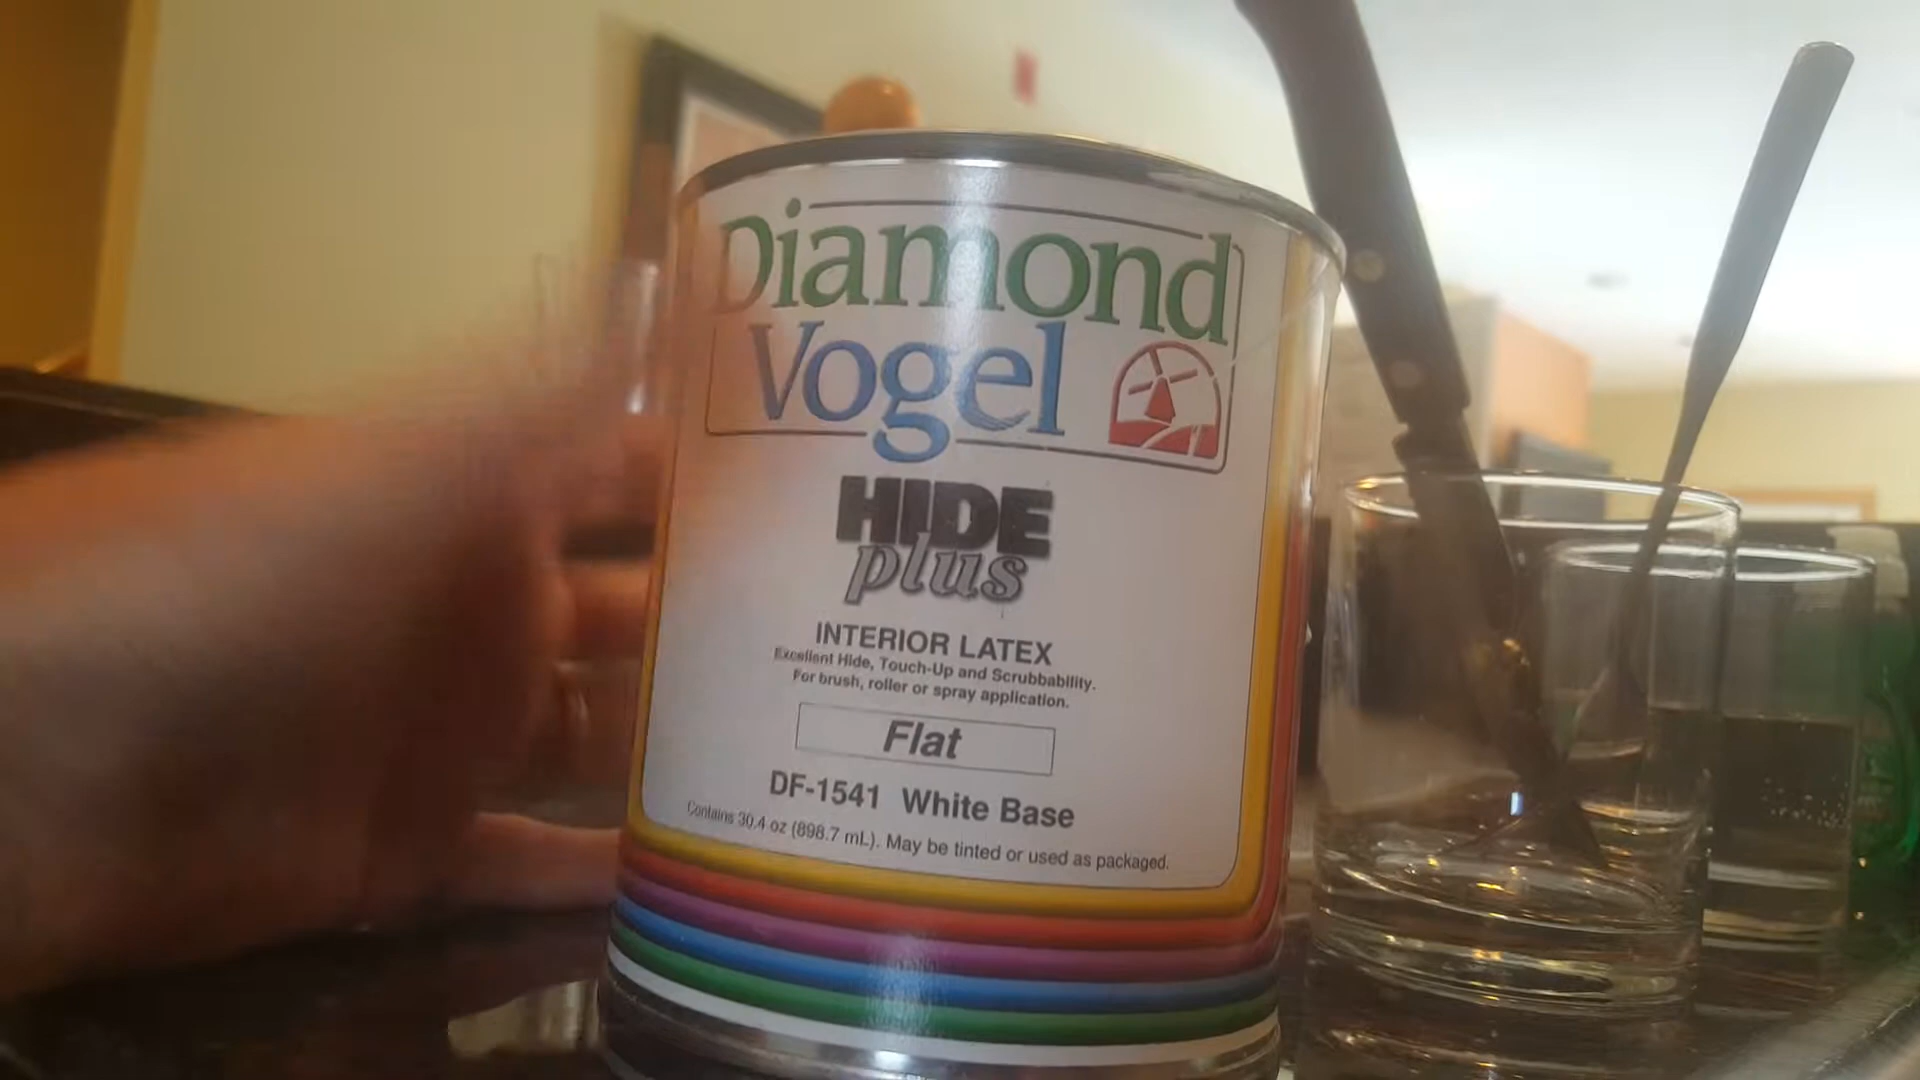 Diamond
Vogel
HIDE
plus
INTERIOR LATEX
Excellent Hide, Touch-Up and Scrubbability.
For brush, roller or spray application.
Flat
DF-1541 White Base
Contains 30.4 oz (898.7 mL). May be tinted or used as packaged.